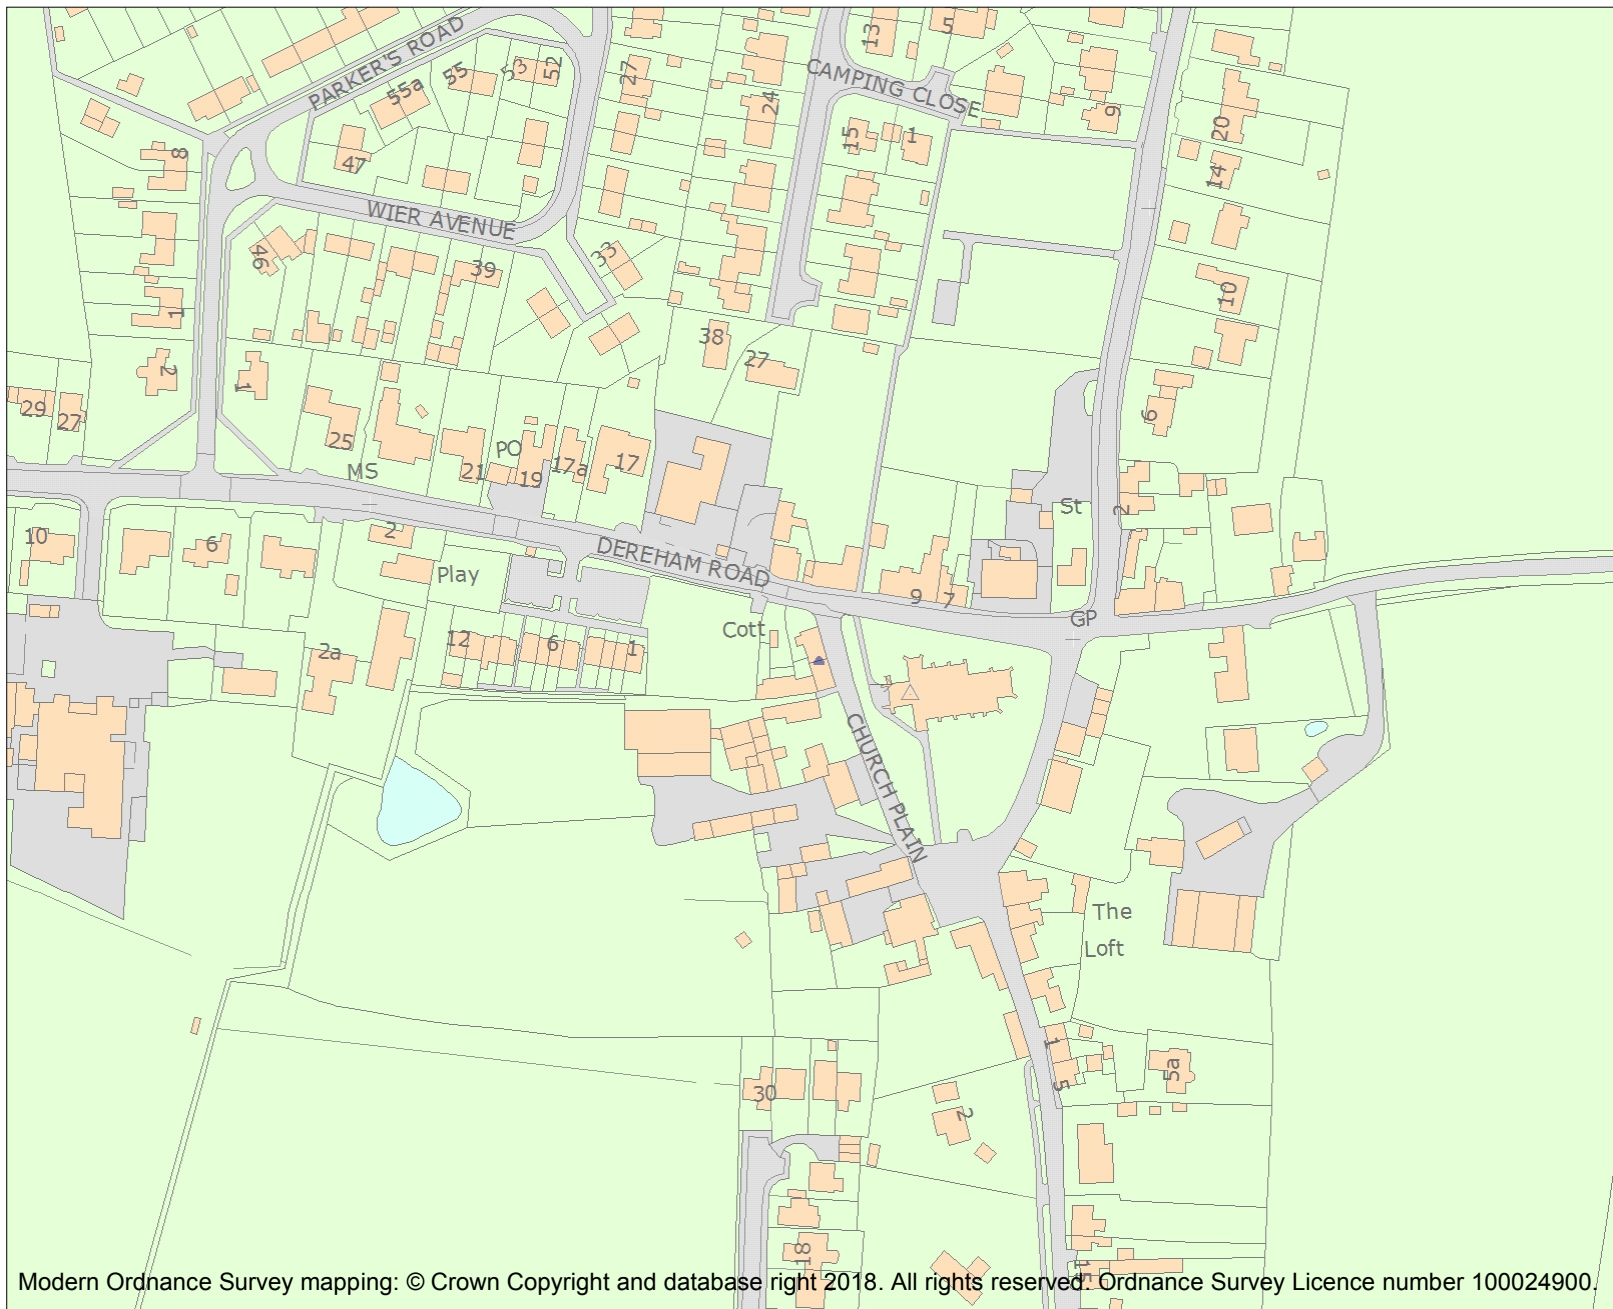 PARKER'S ROAD
55a
55
53
52
27
24
13
5
CAMPING CLOSE
15
1
9
20
14
8
47
WIER AVENUE
46
39
33
10
1
2
1
38
27
6
29
27
25
MS
21
PO
19
17a
17
St
2
10
6
2
Play
DEREHAM ROAD
9
7
GP
Cott
2a
12
6
1
CHURCH PLAIN
The
Loft
1
5
5a
30
2
18
15
Modern Ordnance Survey mapping: © Crown Copyright and database right 2018. All rights reserved. Ordnance Survey Licence number 100024900.